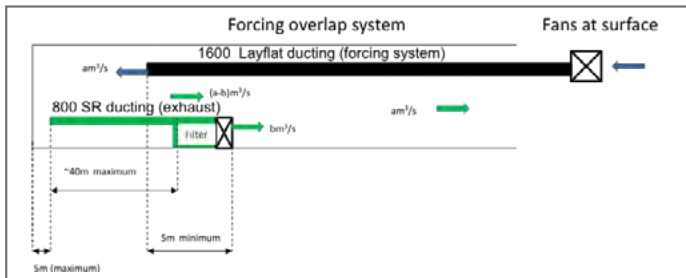 Forcing overlap system
Fans at surface
1600 Layflat ducting (forcing system)
am³/s
(a-b)m³/s
800 SR ducting (exhaust)
am³/s
Filter
bm³/s
~40m maximum
5m minimum
5m (maximum)